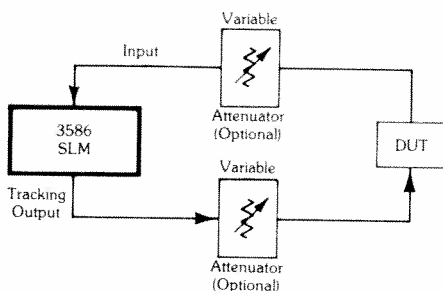 Variable
Input
Attenuator
(Optional)
3586
SLM
DUT
Variable
Tracking
Output
Attenuator
(Optional)